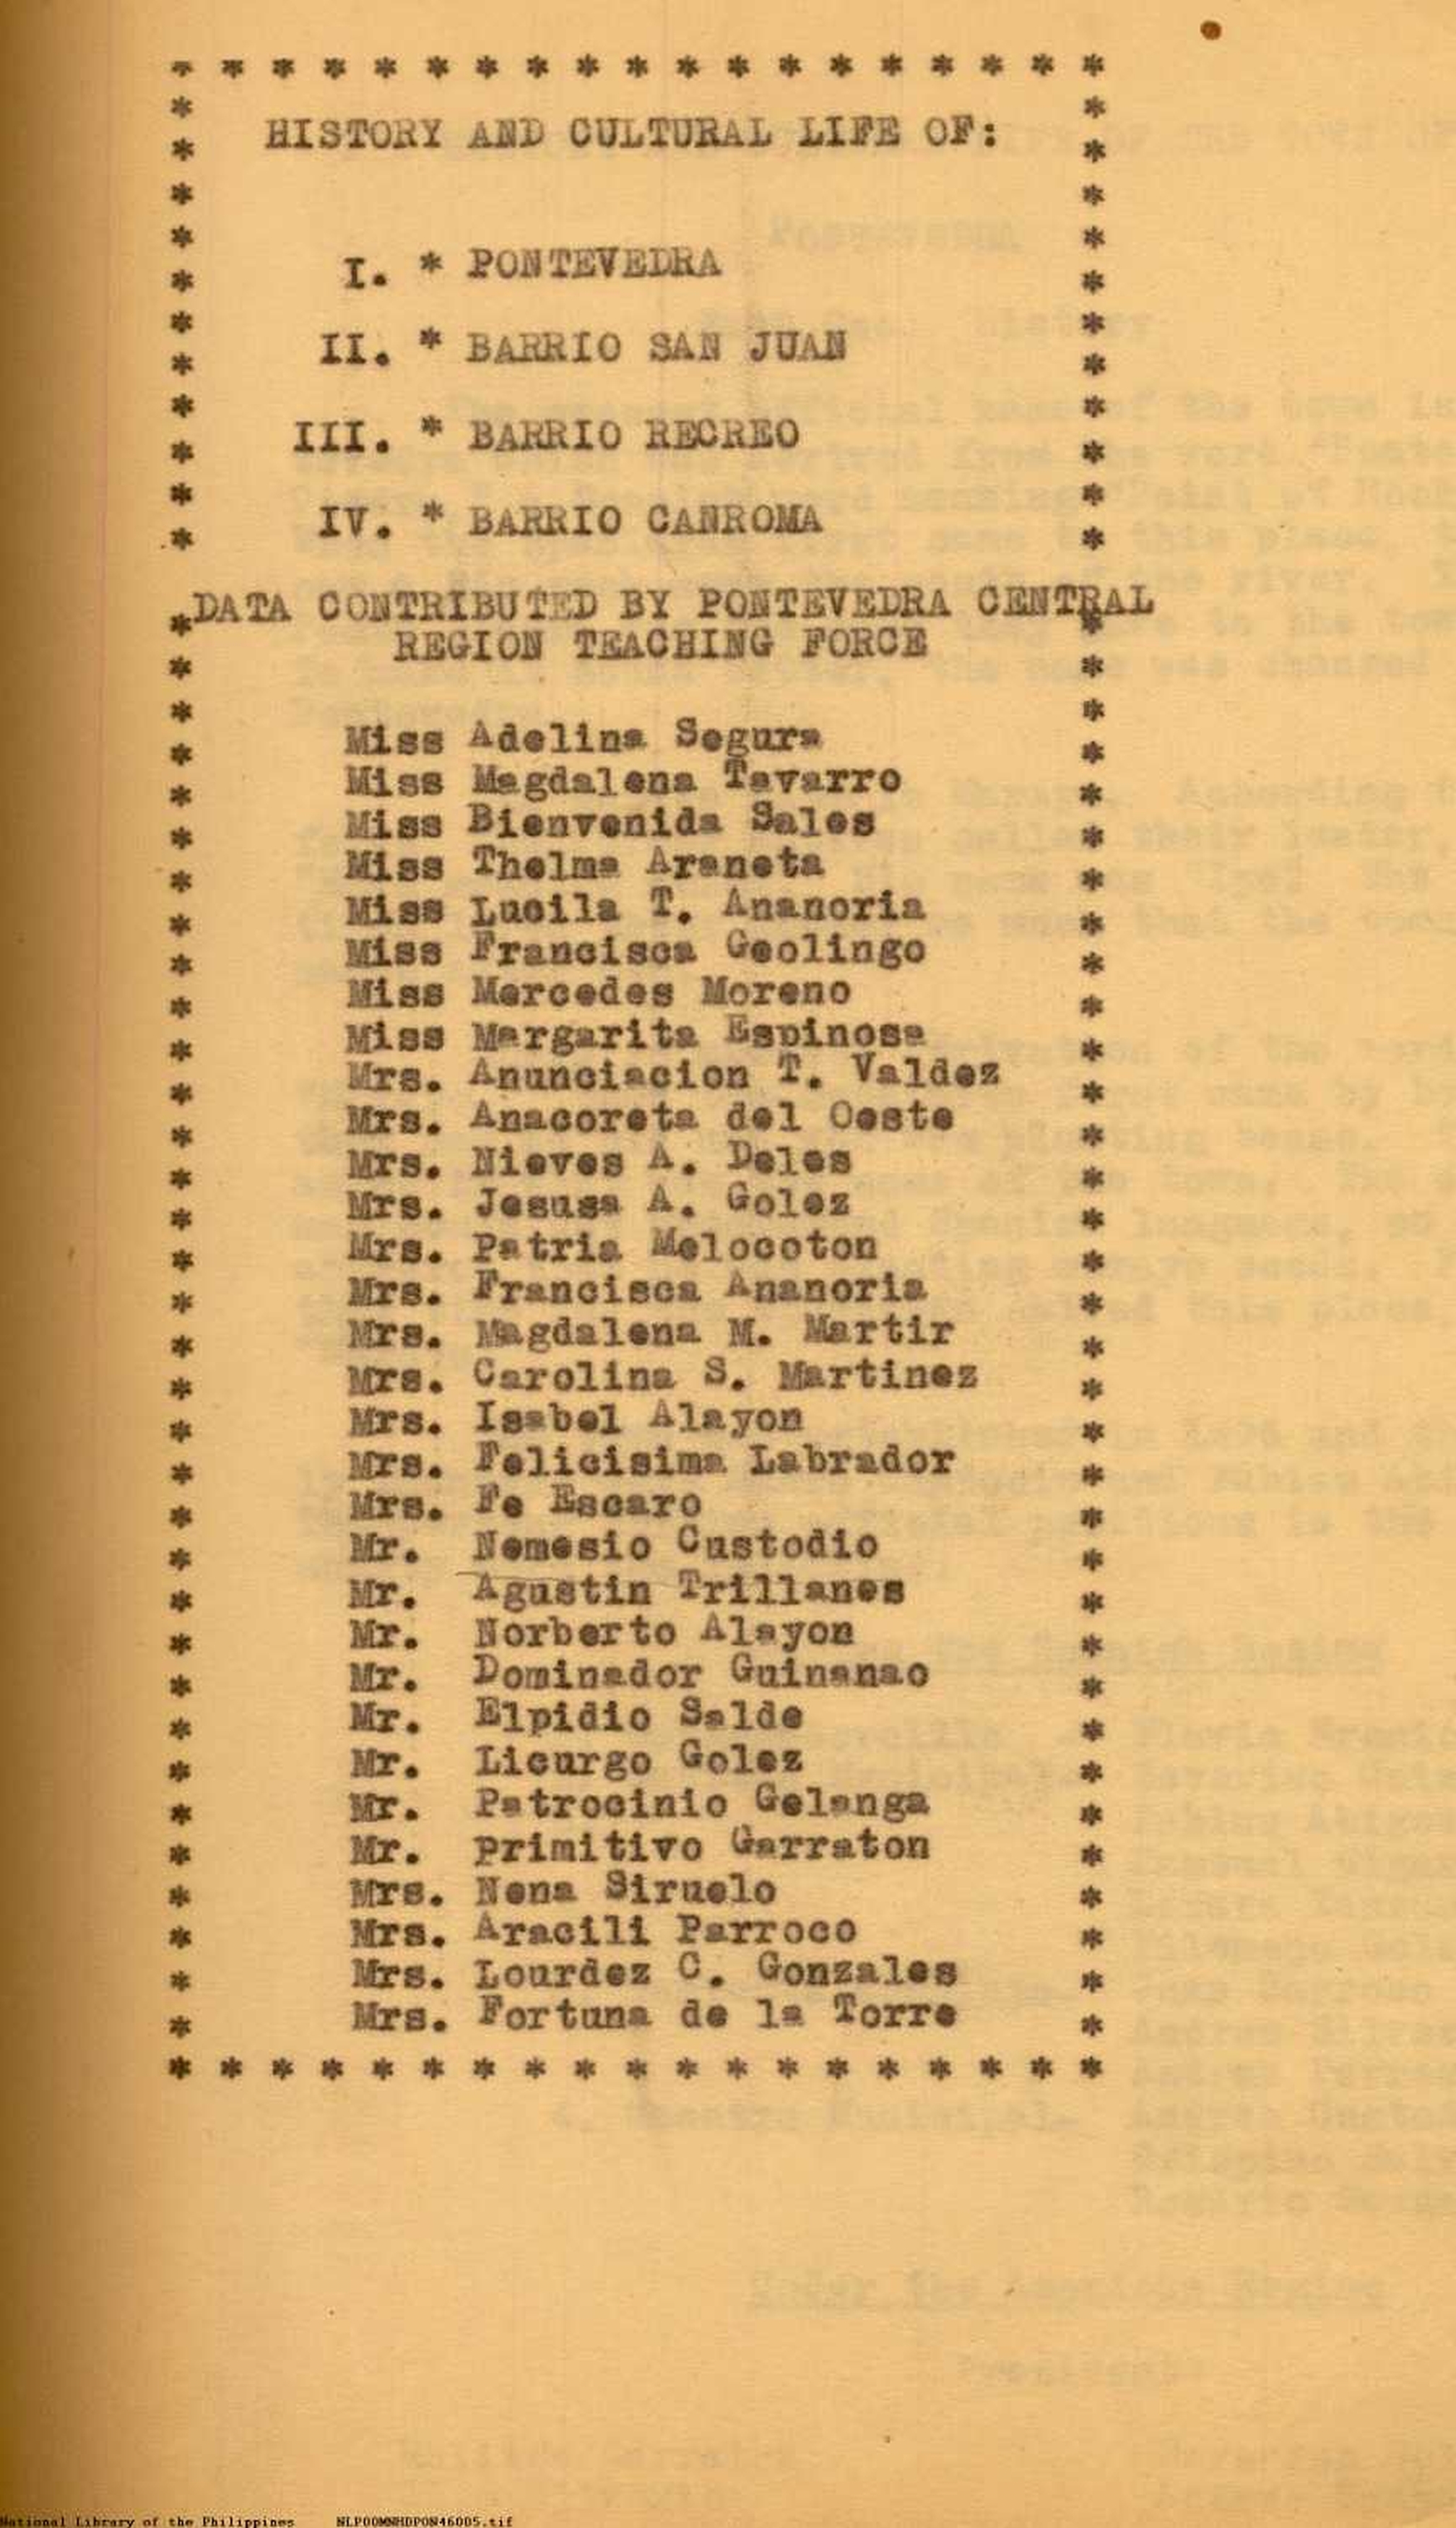 * * * * * * * * * * * * * * * * * * *
HISTORY AND CULTURAL LIFE OF:
I. * PONTEVEDRA
II. * BARRIO SAN JUAN
III. * BARRIO RECREO
IV. * BARRIO CANROMA
DATA CONTRIBUTED BY PONTEVEDRA CENTRAL
REGION TEACHING FORCE
Miss Adelina Segura
Miss Magdalena Tavarro
Miss Bienvenida Sales
Miss Thelma Araneta
Miss Lucila T. Ananoria
Miss Francisca Geolingo
Miss Mercedes Moreno
Miss Margarita Espinosa
Mrs. Anunciacion T. Valdez
Mrs. Anacoreta del Oeste
Mrs. Nieves A. Deles
Mrs. Jesusa A. Golez
Mrs. Patria Melocoton
Mrs. Francisca Ananoria
Mrs. Magdalena M. Martir
Mrs. Carolina S. Martinez
Mrs. Isabel Alayon
Mrs. Felicisima Labrador
Mrs. Fe Escaro
Mr. Nemesio Custodio
Mr. Agustin Trillanes
Mr. Norberto Alayon
Mr. Dominador Guinanao
Mr. Elpidio Salde
Mr. Licurgo Golez
Mr. Patrocinio Gelanga
Mr. Primitivo Garraton
Mrs. Nena Siruelo
Mrs. Aracili Parroco
Mrs. Lourdez C. Gonzales
Mrs. Fortuna de la Torre
* * * * * * * * * * * * * * * * * * *
National Library of the Philippines NLPOOMNHDPON46005.tif